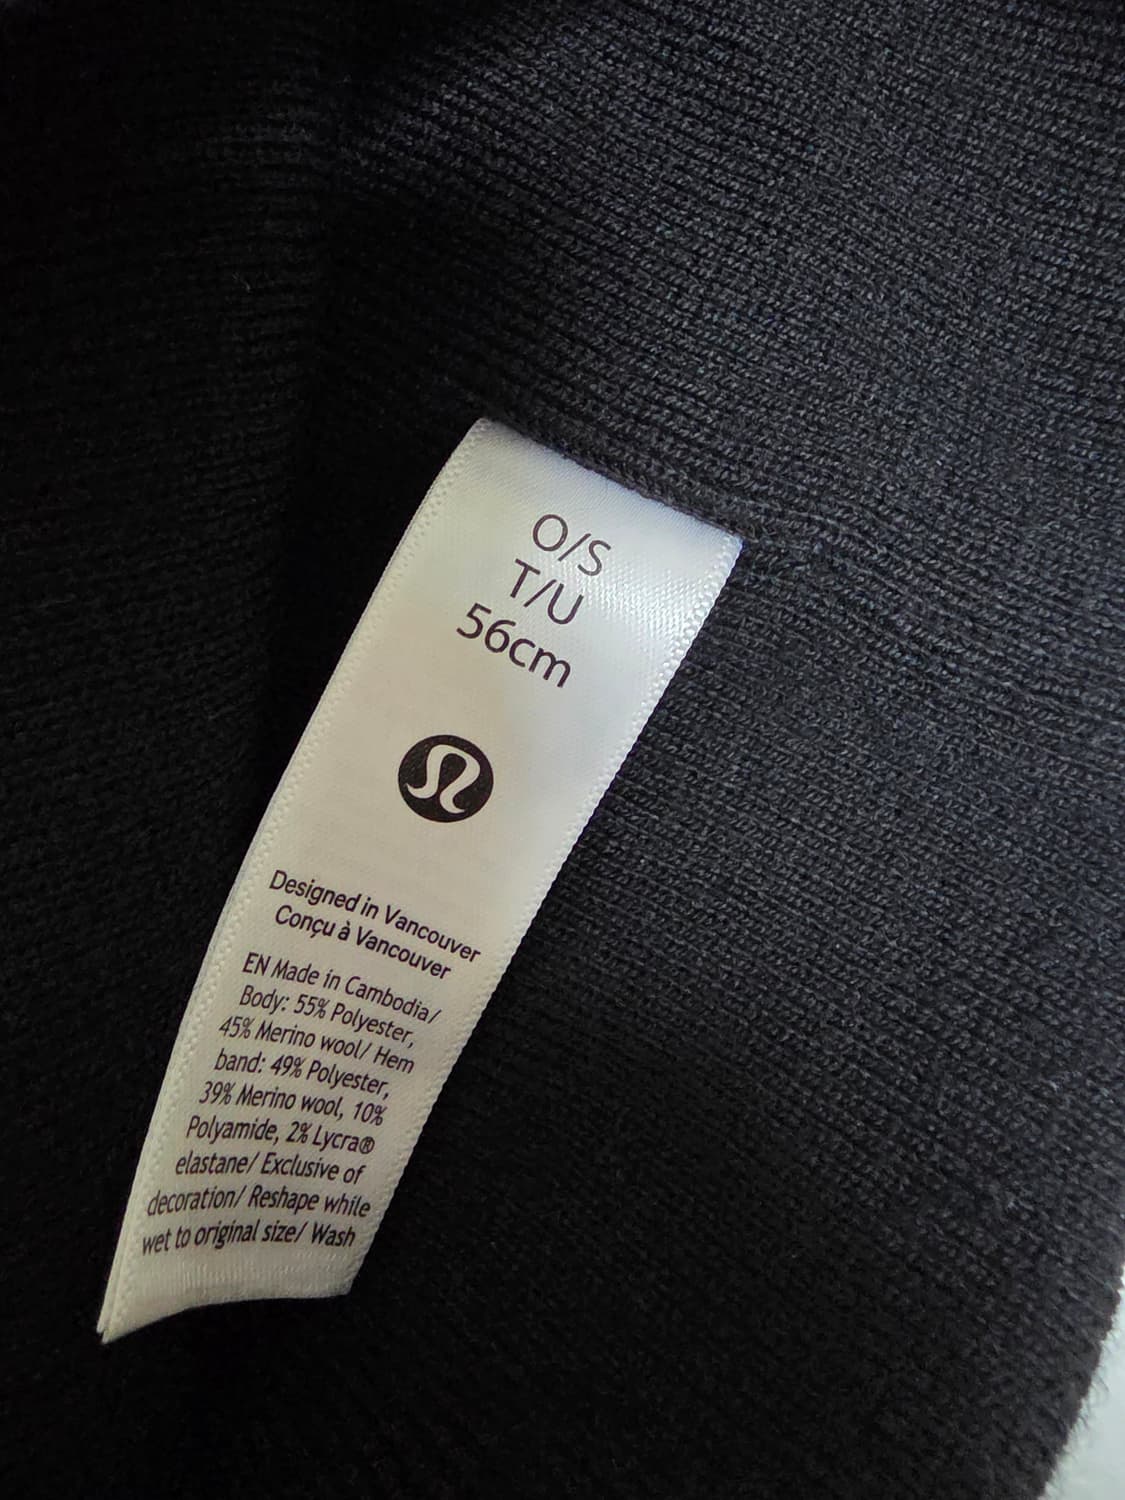 O/S
T/U
56cm
Designed in Vancouver
Conçu à Vancouver
EN Made in Cambodia/
Body: 55% Polyester,
45% Merino wool/ Hem
band: 49% Polyester,
39% Merino wool, 10%
Polyamide, 2% Lycra®
elastane/ Exclusive of
decoration/ Reshape while
wet to original size/ Wash